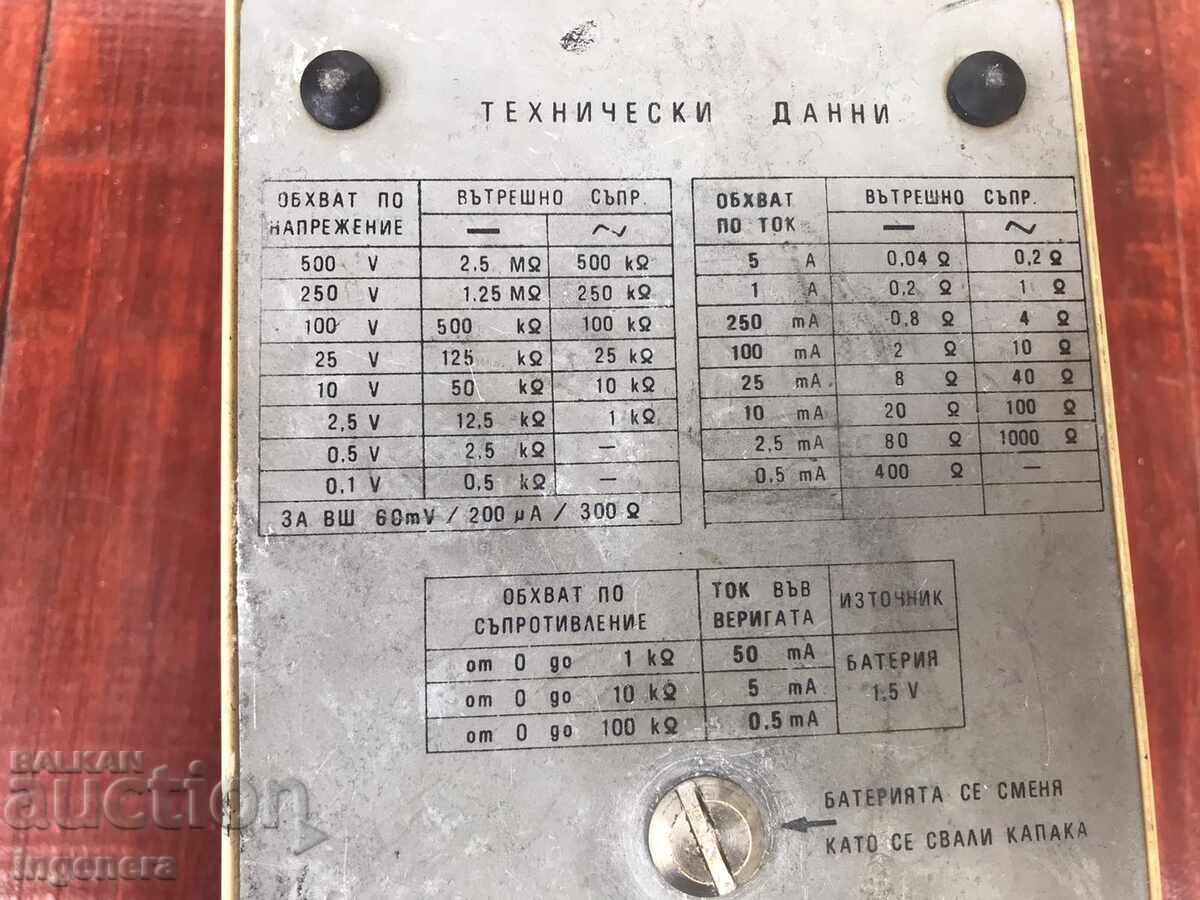 ТЕХНИЧЕСКИ ДАННИ
ОБХВАТ ПО НАПРЕЖЕНИЕ ВЪТРЕШНО СЪПР.
— ~
500 V 2.5 MΩ 500 kΩ
250 V 1.25 MΩ 250 kΩ
100 V 500 kΩ 100 kΩ
25 V 125 kΩ 25 kΩ
10 V 50 kΩ 10 kΩ
2,5 V 12,5 kΩ 1 kΩ
0.5 V 2.5 kΩ —
0,1 V 0,5 kΩ —
ЗА ВШ 60mV / 200 µA / 300 Ω
ОБХВАТ ПО ТОК ВЪТРЕШНО СЪПР.
— ~
5 A 0,04 Ω 0,2 Ω
1 A 0,2 Ω 1 Ω
250 mA 0,8 Ω 4 Ω
100 mA 2 Ω 10 Ω
25 mA 8 Ω 40 Ω
10 mA 20 Ω 100 Ω
2,5 mA 80 Ω 1000 Ω
0,5 mA 400 Ω —
ОБХВАТ ПО СЪПРОТИВЛЕНИЕ ТОК ВЪВ ВЕРИГАТА ИЗТОЧНИК
от 0 до 1 kΩ 50 mA
от 0 до 10 kΩ 5 mA
от 0 до 100 kΩ 0.5 mA
БАТЕРИЯ
1.5 V
БАТЕРИЯТА СЕ СМЕНЯ
КАТО СЕ СВАЛИ КАПАКА
BALKAN
auction
ingenera